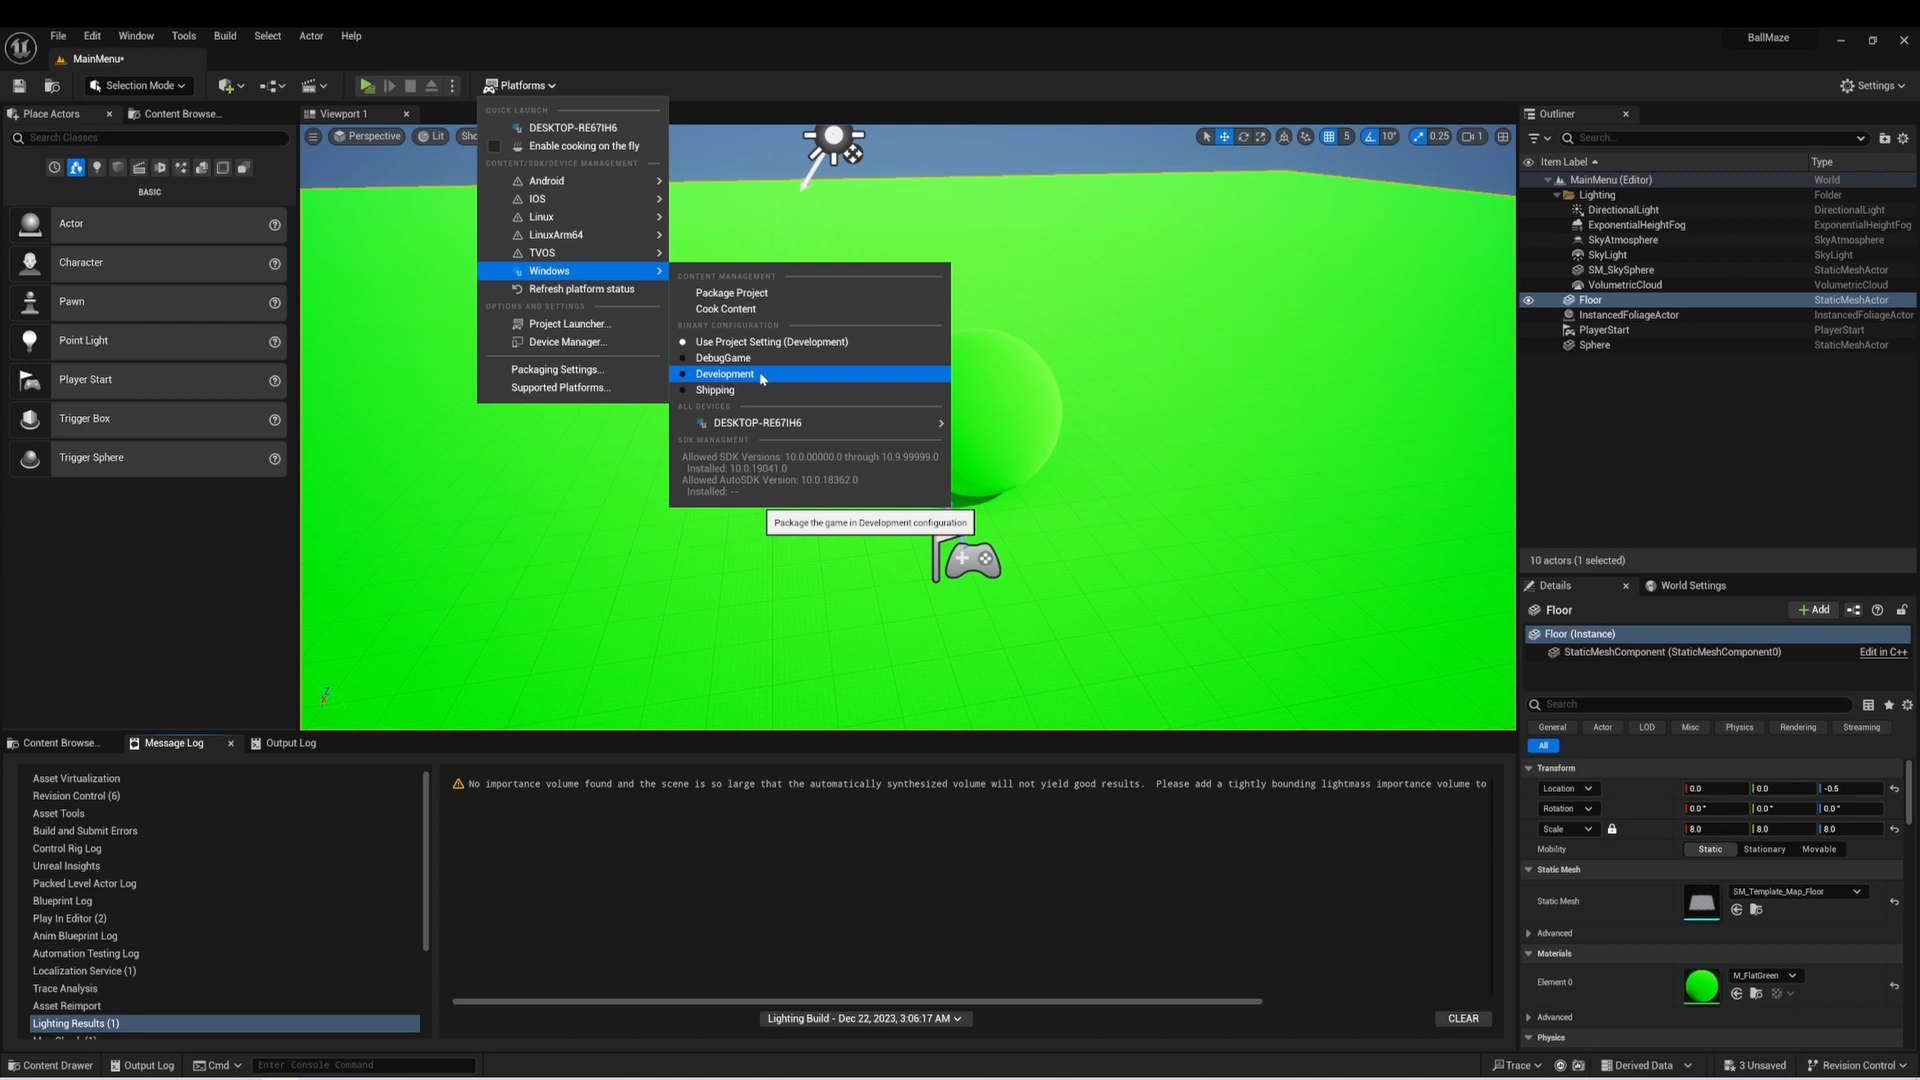 File Edit Window Tools Build Select Actor Help
BallMaze
MainMenu•
Selection Mode
Platforms
Settings
Place Actors
Content Browse...
Search Classes
BASIC
Actor
Character
Pawn
Point Light
Player Start
Trigger Box
Trigger Sphere
Viewport 1
Perspective
Lit
Sho
5
10°
0.25
1
QUICK LAUNCH
DESKTOP-RE67IH6
Enable cooking on the fly
CONTENT/SDK/DEVICE MANAGEMENT
Android
IOS
Linux
LinuxArm64
TVOS
Windows
Refresh platform status
OPTIONS AND SETTINGS
Project Launcher...
Device Manager...
Packaging Settings...
Supported Platforms...
CONTENT MANAGEMENT
Package Project
Cook Content
BINARY CONFIGURATION
Use Project Setting (Development)
DebugGame
Development
Shipping
ALL DEVICES
DESKTOP-RE67IH6
SDK MANAGMENT
Allowed SDK Versions: 10.0.00000.0 through 10.9.99999.0
Installed: 10.0.19041.0
Allowed AutoSDK Version: 10.0.18362.0
Installed: --
Package the game in Development configuration
Outliner
Search...
Item Label Type
MainMenu (Editor) World
Lighting Folder
DirectionalLight DirectionalLight
ExponentialHeightFog ExponentialHeightFog
SkyAtmosphere SkyAtmosphere
SkyLight SkyLight
SM_SkySphere StaticMeshActor
VolumetricCloud VolumetricCloud
Floor StaticMeshActor
InstancedFoliageActor InstancedFoliageActor
PlayerStart PlayerStart
Sphere StaticMeshActor
10 actors (1 selected)
Details
World Settings
Floor
Add
Floor (Instance)
StaticMeshComponent (StaticMeshComponent0) Edit in C++
Search
General Actor LOD Misc Physics Rendering Streaming
All
Transform
Location 0.0 0.0 -0.5
Rotation 0.0° 0.0° 0.0°
Scale 8.0 8.0 8.0
Mobility Static Stationary Movable
Static Mesh
Static Mesh SM_Template_Map_Floor
Advanced
Materials
Element 0 M_FlatGreen
Advanced
Physics
Content Browse...
Message Log
Output Log
Asset Virtualization
Revision Control (6)
Asset Tools
Build and Submit Errors
Control Rig Log
Unreal Insights
Packed Level Actor Log
Blueprint Log
Play In Editor (2)
Anim Blueprint Log
Automation Testing Log
Localization Service (1)
Trace Analysis
Asset Reimport
Lighting Results (1)
No importance volume found and the scene is so large that the automatically synthesized volume will not yield good results. Please add a tightly bounding lightmass importance volume to
Lighting Build - Dec 22, 2023, 3:06:17 AM
CLEAR
Content Drawer
Output Log
Cmd
Enter Console Command
Trace
Derived Data
3 Unsaved
Revision Control